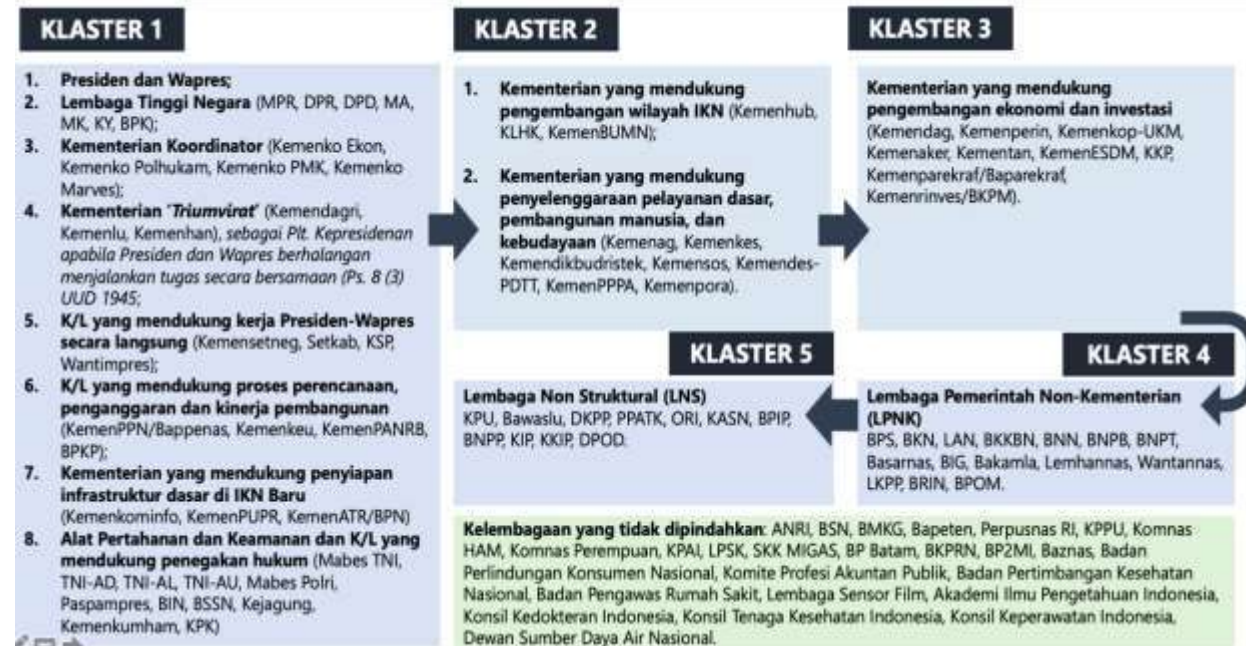 KLASTER 1
1. Presiden dan Wapres;
2. Lembaga Tinggi Negara (MPR, DPR, DPD, MA,
MK, KY, BPK);
3. Kementerian Koordinator (Kemenko Ekon,
Kemenko Polhukam, Kemenko PMK, Kemenko
Marves);
4. Kementerian 'Triumvirat' (Kemendagri,
Kemenlu, Kemenhan), sebagai Plt. Kepresidenan
apabila Presiden dan Wapres berhalangan
menjalankan tugas secara bersamaan (Ps. 8 (3)
UUD 1945;
5. K/L yang mendukung kerja Presiden-Wapres
secara langsung (Kemensetneg, Setkab, KSP,
Wantimpres);
6. K/L yang mendukung proses perencanaan,
penganggaran dan kinerja pembangunan
(KemenPPN/Bappenas, Kemenkeu, KemenPANRB,
BPKP);
7. Kementerian yang mendukung penyiapan
infrastruktur dasar di IKN Baru
(Kemenkominfo, KemenPUPR, KemenATR/BPN)
8. Alat Pertahanan dan Keamanan dan K/L yang
mendukung penegakan hukum (Mabes TNI,
TNI-AD, TNI-AL, TNI-AU, Mabes Polri,
Paspampres, BIN, BSSN, Kejagung,
Kemenkumham, KPK)
KLASTER 2
1. Kementerian yang mendukung
pengembangan wilayah IKN (Kemenhub,
KLHK, KemenBUMN);
2. Kementerian yang mendukung
penyelenggaraan pelayanan dasar,
pembangunan manusia, dan
kebudayaan (Kemenag, Kemenkes,
Kemendikbudristek, Kemensos, Kemendes-
PDTT, KemenPPPA, Kemenpora).
KLASTER 3
Kementerian yang mendukung
pengembangan ekonomi dan investasi
(Kemendag, Kemenperin, Kemenkop-UKM,
Kemenaker, Kementan, KemenESDM, KKP,
Kemenparekraf/Baparekraf,
Kemenrinves/BKPM).
KLASTER 4
Lembaga Pemerintah Non-Kementerian
(LPNK)
BPS, BKN, LAN, BKKBN, BNN, BNPB, BNPT,
Basarnas, BIG, Bakamla, Lemhannas, Wantannas,
LKPP, BRIN, BPOM.
KLASTER 5
Lembaga Non Struktural (LNS)
KPU, Bawaslu, DKPP, PPATK, ORI, KASN, BPIP,
BNPP, KIP, KKIP, DPOD.
Kelembagaan yang tidak dipindahkan: ANRI, BSN, BMKG, Bapeten, Perpusnas RI, KPPU, Komnas
HAM, Komnas Perempuan, KPAI, LPSK, SKK MIGAS, BP Batam, BKPRN, BP2MI, Baznas, Badan
Perlindungan Konsumen Nasional, Komite Profesi Akuntan Publik, Badan Pertimbangan Kesehatan
Nasional, Badan Pengawas Rumah Sakit, Lembaga Sensor Film, Akademi Ilmu Pengetahuan Indonesia,
Konsil Kedokteran Indonesia, Konsil Tenaga Kesehatan Indonesia, Konsil Keperawatan Indonesia,
Dewan Sumber Daya Air Nasional.